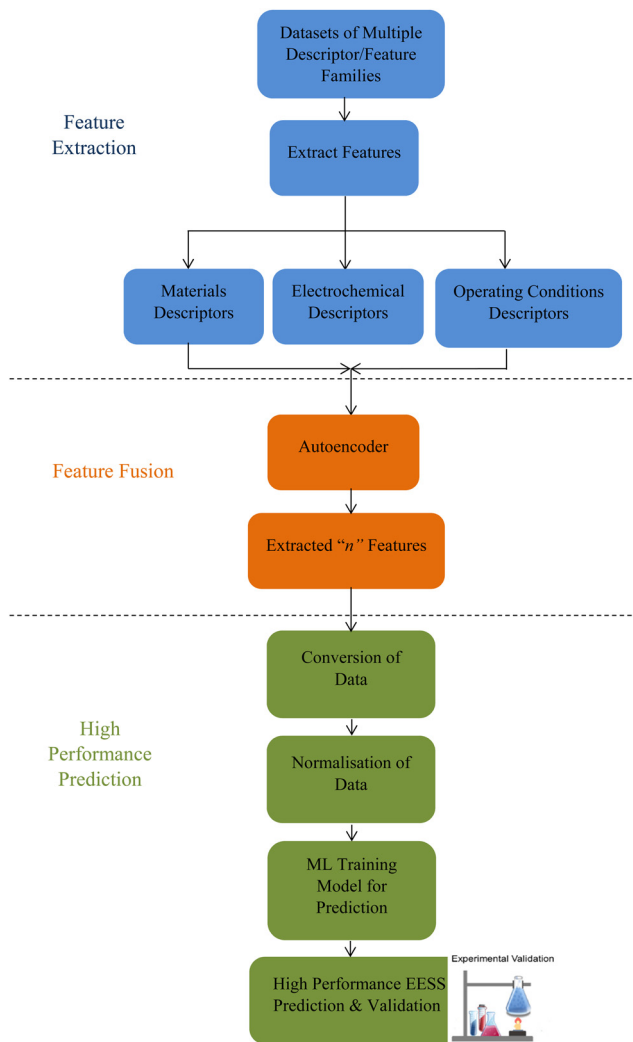 Datasets of Multiple
Descriptor/Feature
Families
Feature
Extraction
Extract Features
Materials
Descriptors
Electrochemical
Descriptors
Operating Conditions
Descriptors
Autoencoder
Feature Fusion
Extracted “n” Features
Conversion of
Data
High
Performance
Prediction
Normalisation of
Data
ML Training
Model for
Prediction
Experimental Validation
High Performance EESS
Prediction & Validation